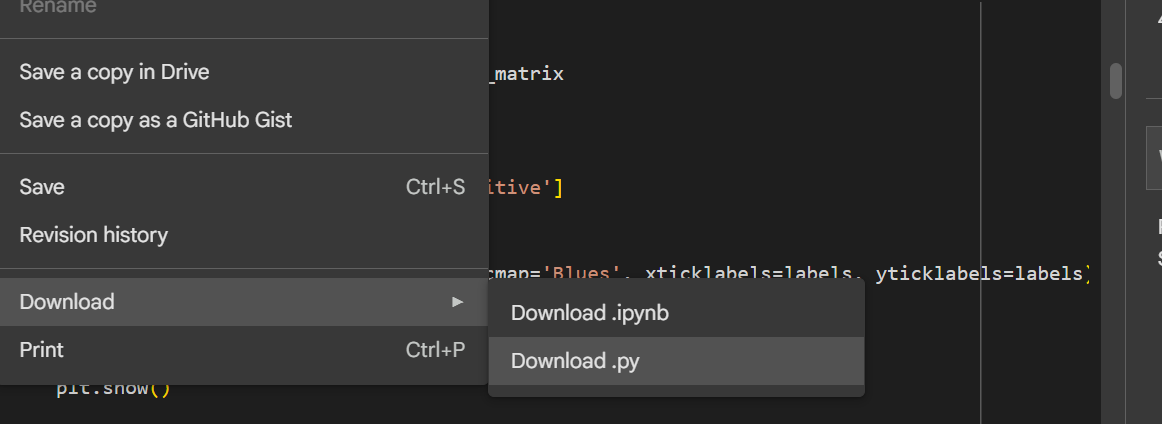 Rename
_matrix
Save a copy in Drive
Save a copy as a GitHub Gist
Save Ctrl+S
itive']
Revision history
cmap='Blues', xticklabels=labels, yticklabels=labels)
Download ▶
Download .ipynb
Print Ctrl+P
Download .py
plt.show()